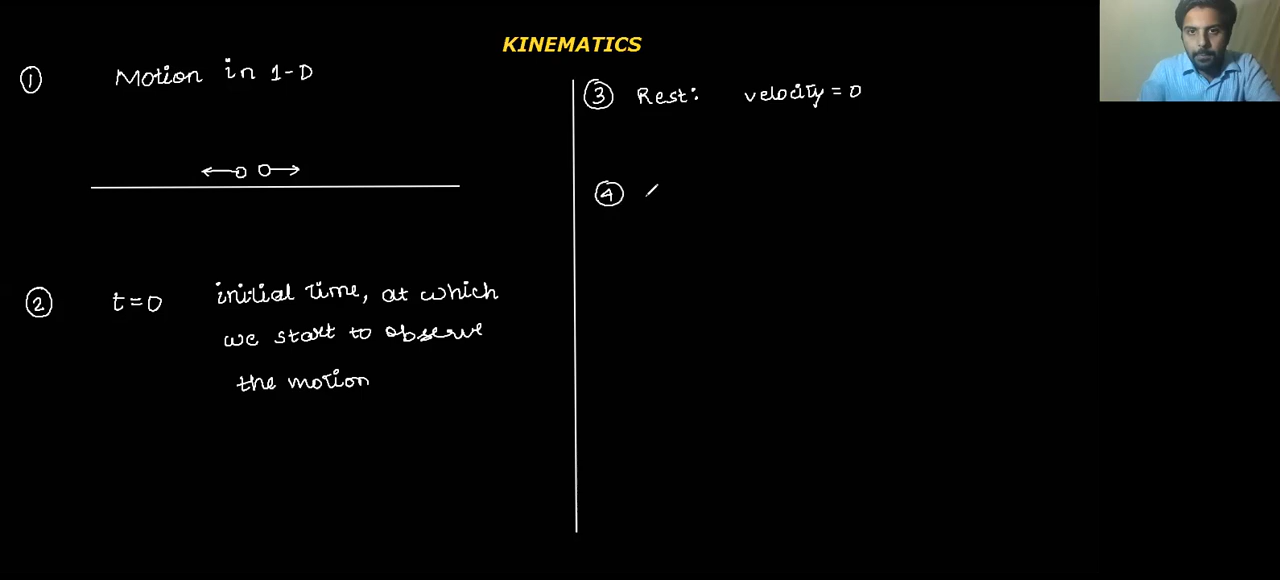 KINEMATICS
① Motion in 1-D
② t=0 initial time, at which
we start to observe
the motion
③ Rest: velocity = 0
④